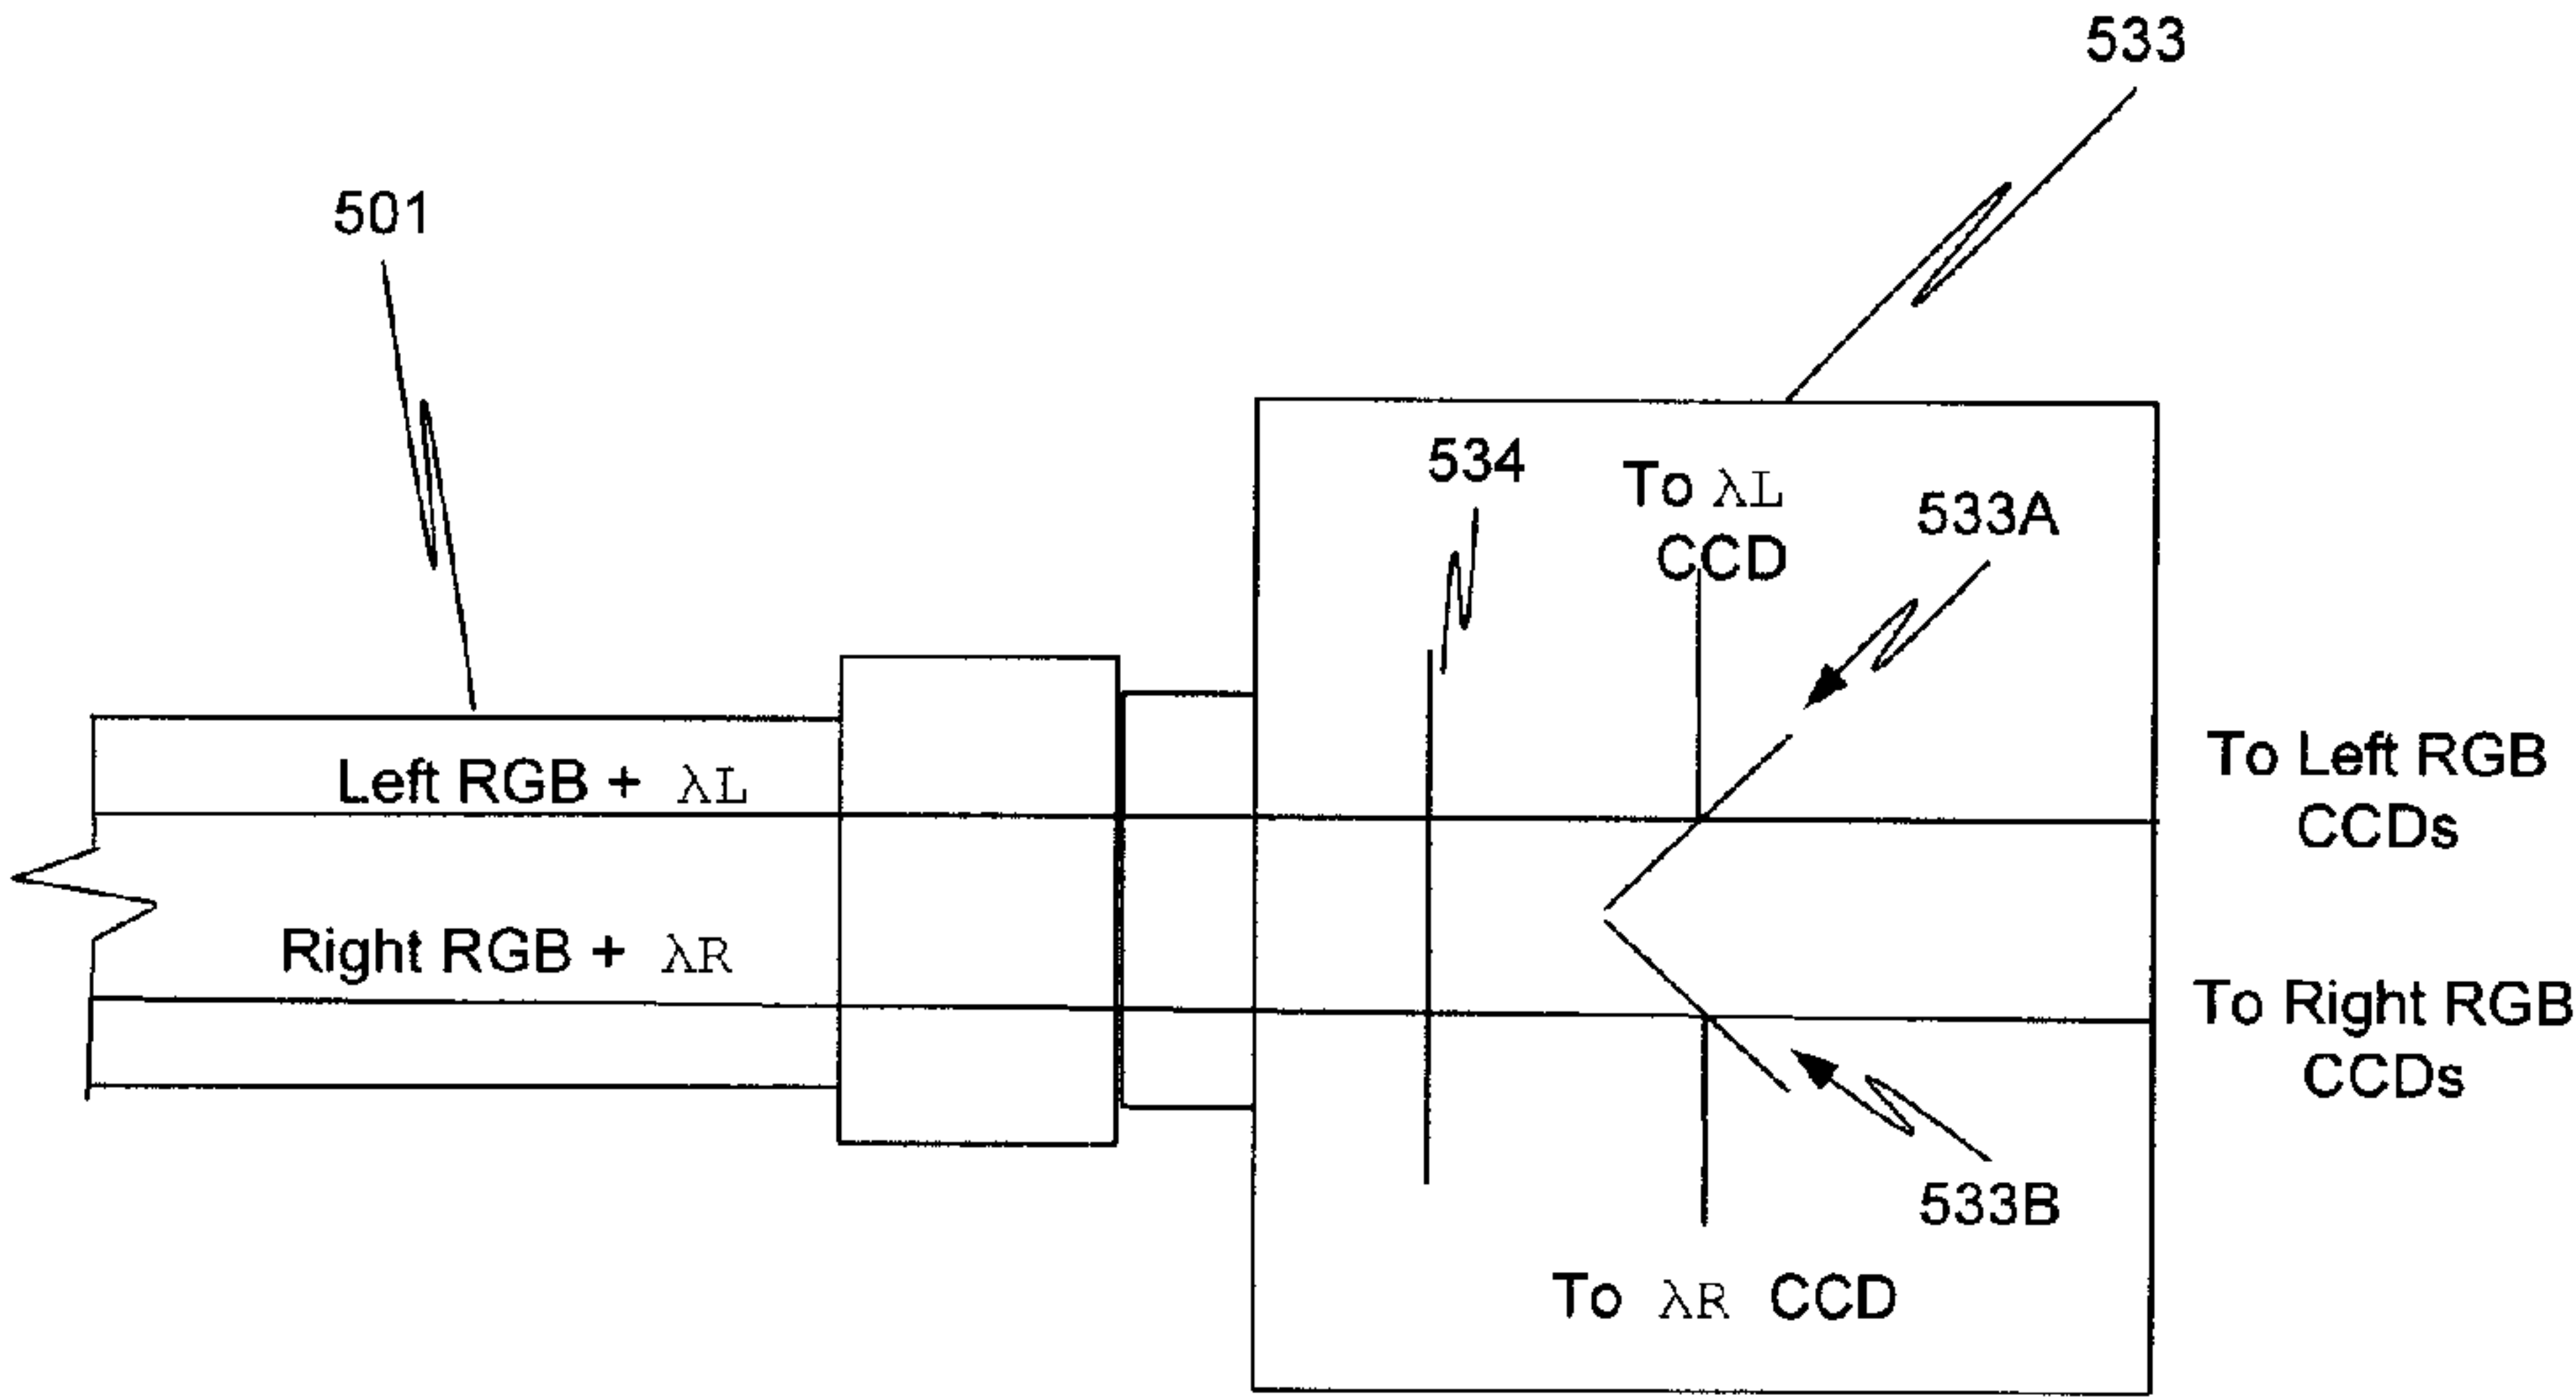 533
501
534
To λL
CCD
533A
Left RGB + λL
To Left RGB
CCDs
Right RGB + λR
To Right RGB
CCDs
533B
To λR CCD